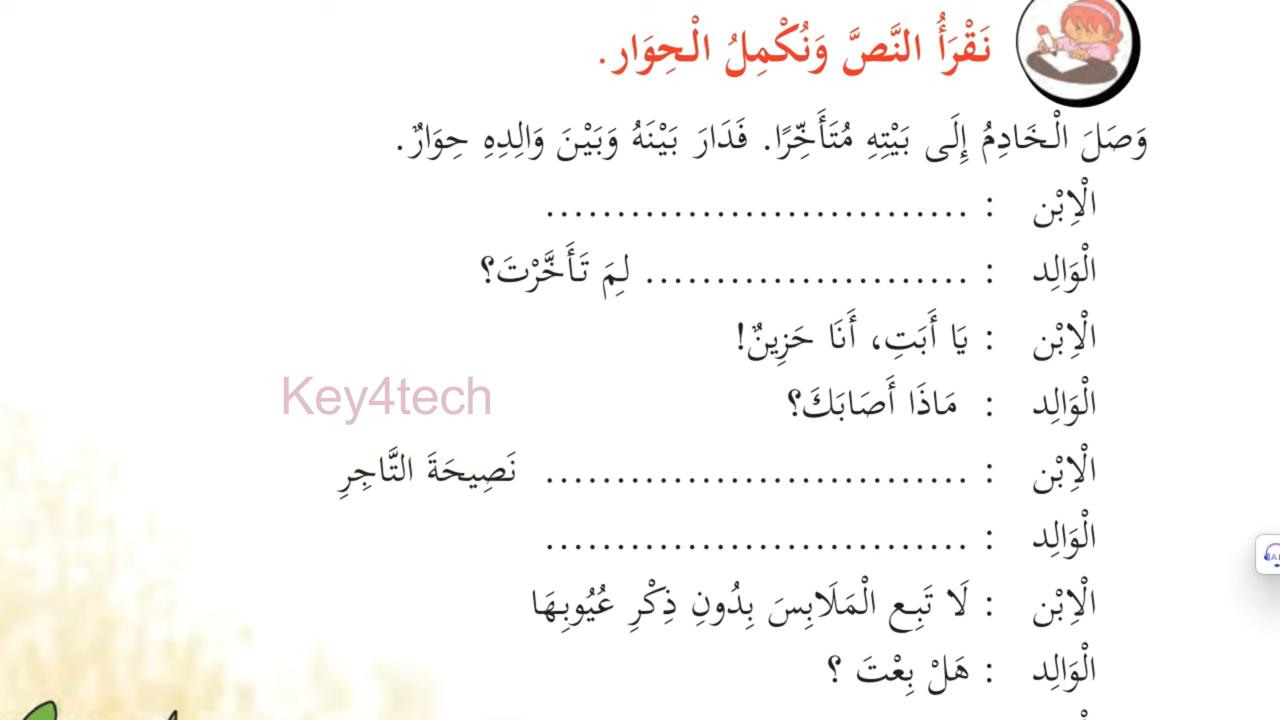 نَقْرَأُ النَّصَّ وَنُكْمِلُ الْحِوَار.
وَصَلَ الْخَادِمُ إِلَى بَيْتِهِ مُتَأَخِّرًا. فَدَارَ بَيْنَهُ وَبَيْنَ وَالِدِهِ حِوَارٌ.
الْاِبْن : ..............................
الْوَالِد : ....................... لِمَ تَأَخَّرْتَ؟
الْاِبْن : يَا أَبَتِ، أَنَا حَزِينٌ!
الْوَالِد : مَاذَا أَصَابَكَ؟
Key4tech
الْاِبْن : .............................. نَصِيحَةَ التَّاجِرِ
الْوَالِد : ..............................
الْاِبْن : لَا تَبِع الْمَلَابِسَ بِدُونِ ذِكْرِ عُيُوبِهَا
الْوَالِد : هَلْ بِعْتَ ؟